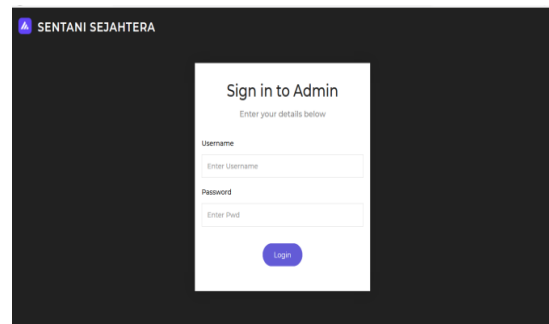 SENTANI SEJAHTERA
Sign in to Admin
Enter your details below
Username
Enter Username
Password
Enter Pwd
Login